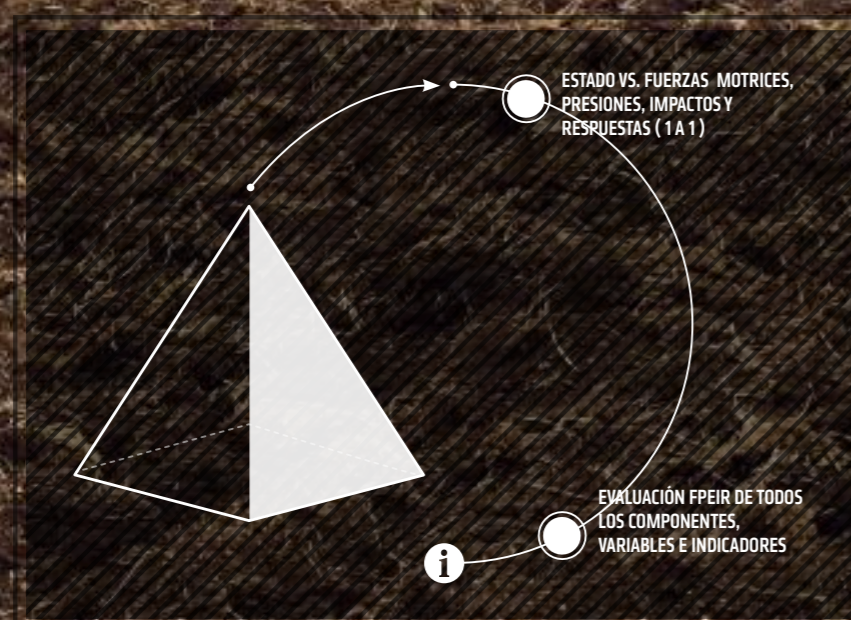 ESTADO VS. FUERZAS MOTRICES,
PRESIONES, IMPACTOS Y
RESPUESTAS ( 1 A 1 )
EVALUACIÓN FPEIR DE TODOS
LOS COMPONENTES,
VARIABLES E INDICADORES
i